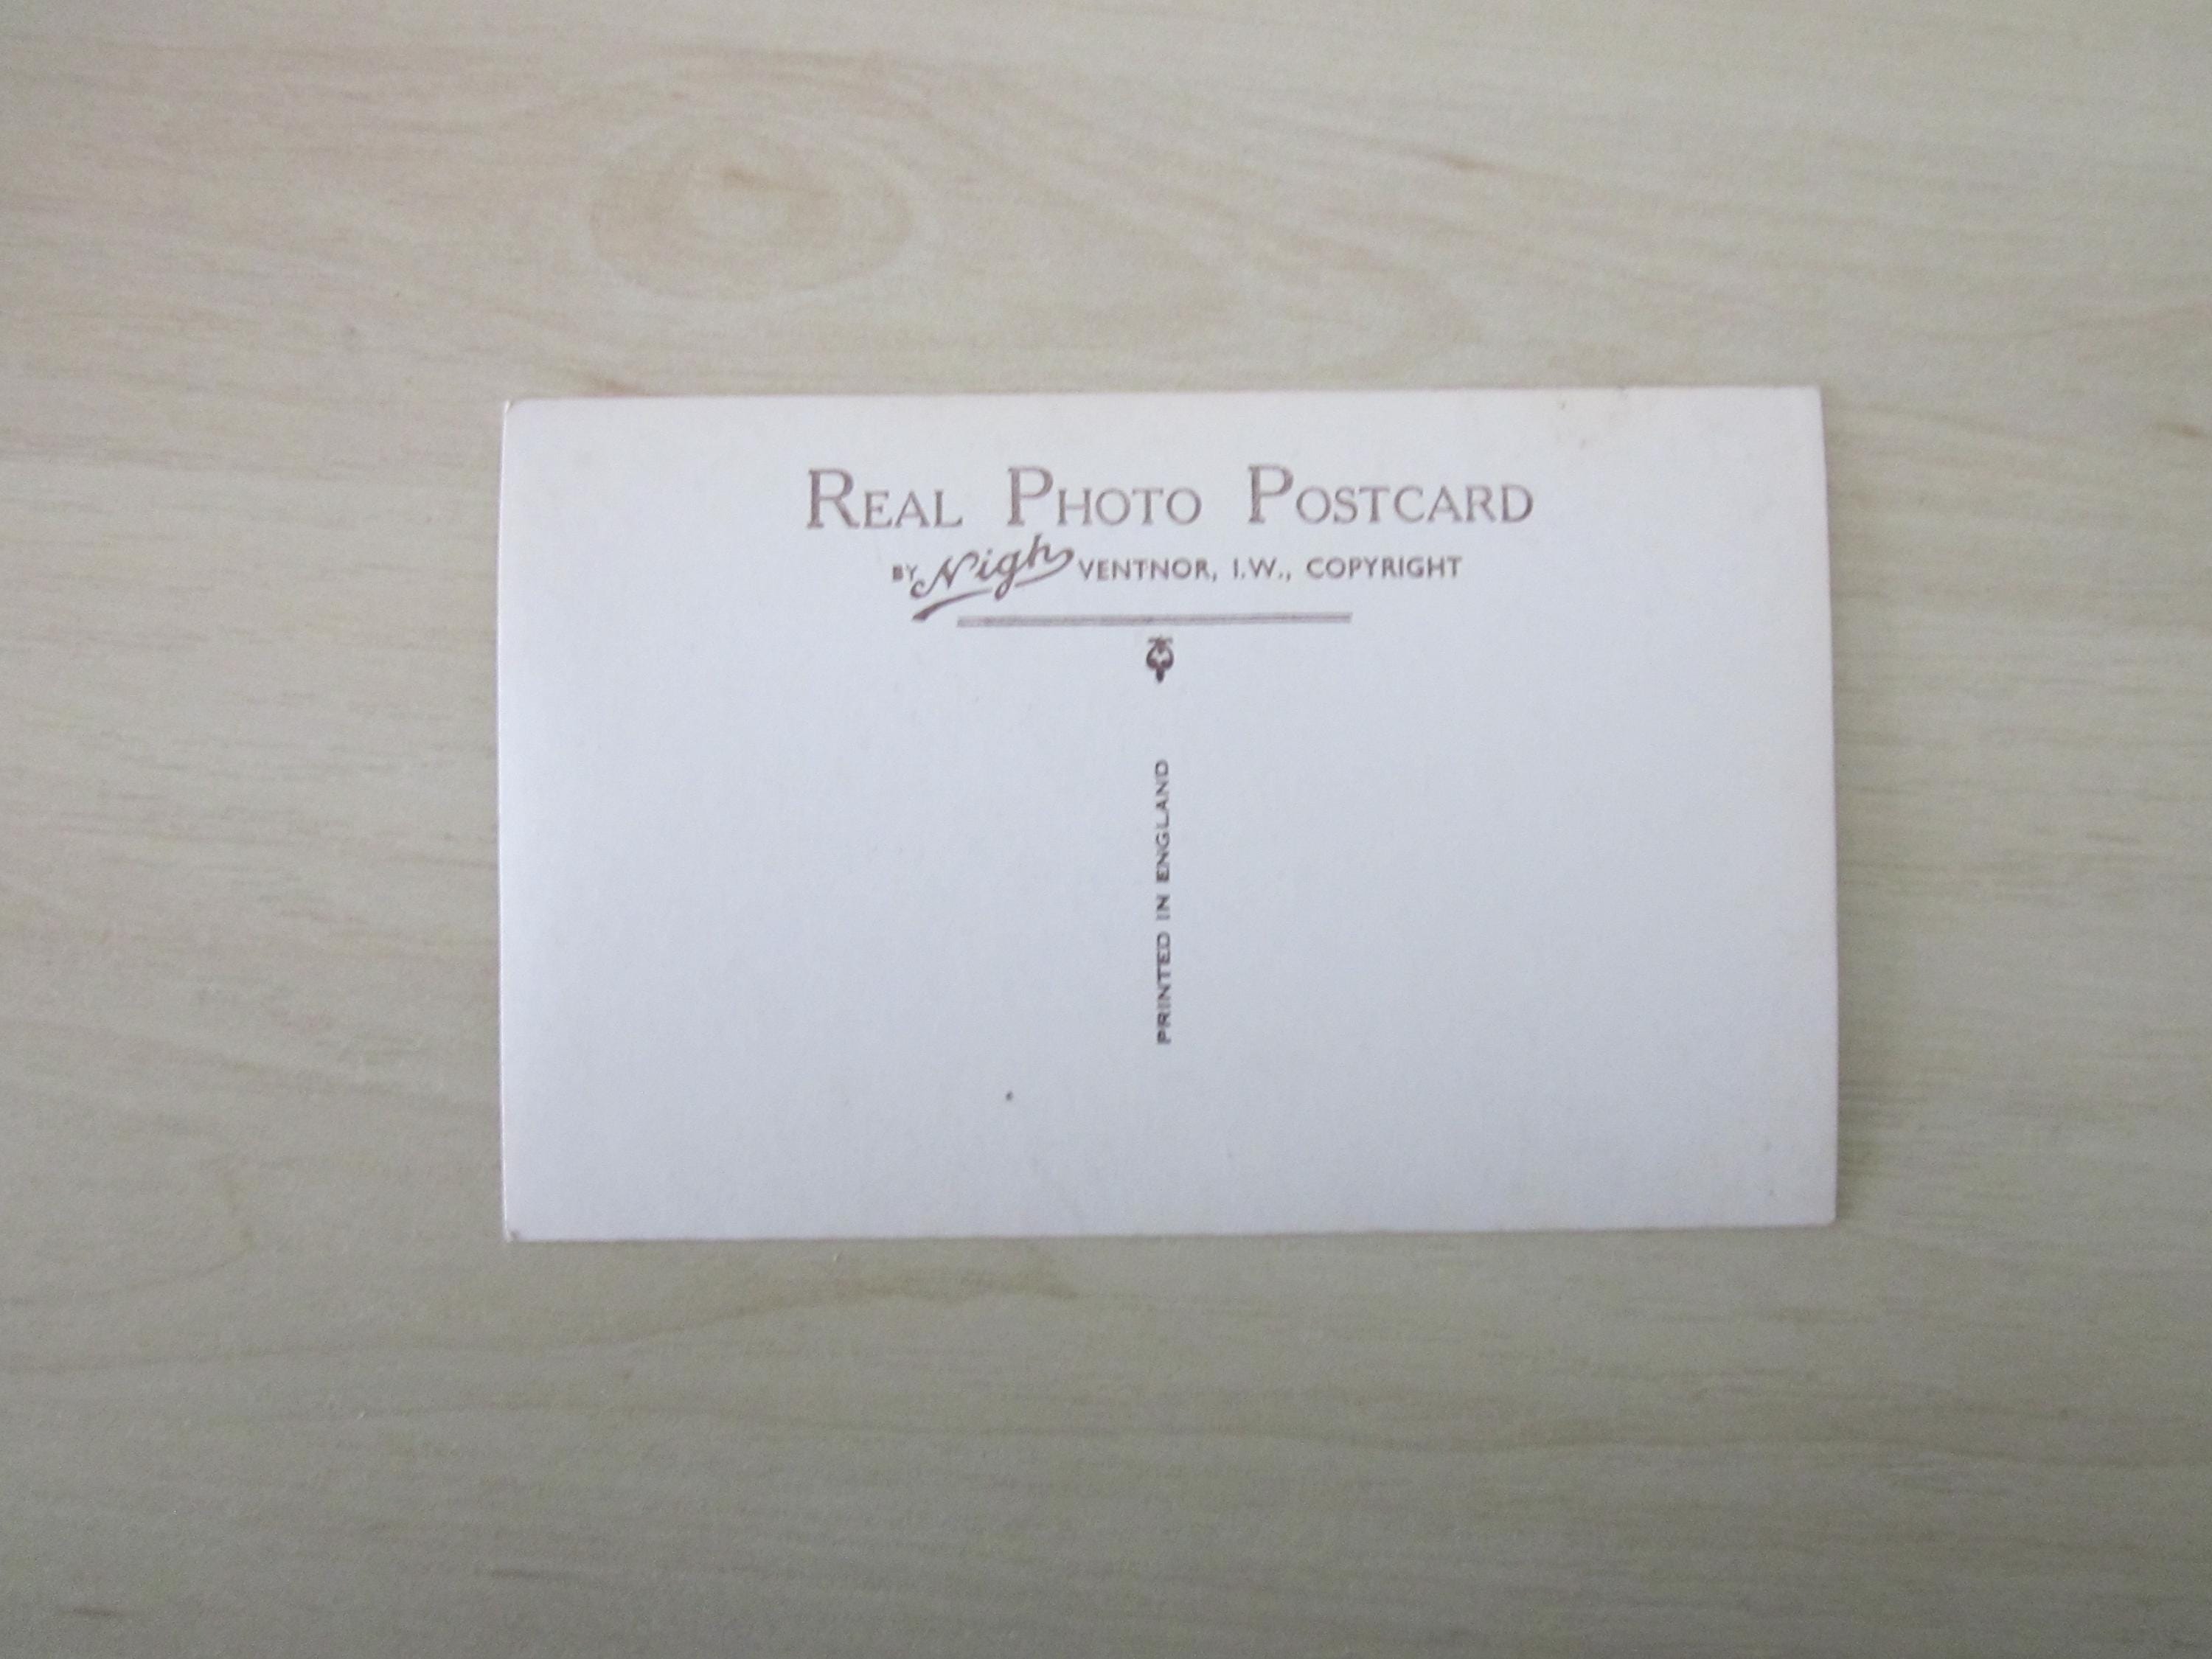 REAL PHOTO POSTCARD
BY Nigh VENTNOR, I.W., COPYRIGHT
PRINTED IN ENGLAND